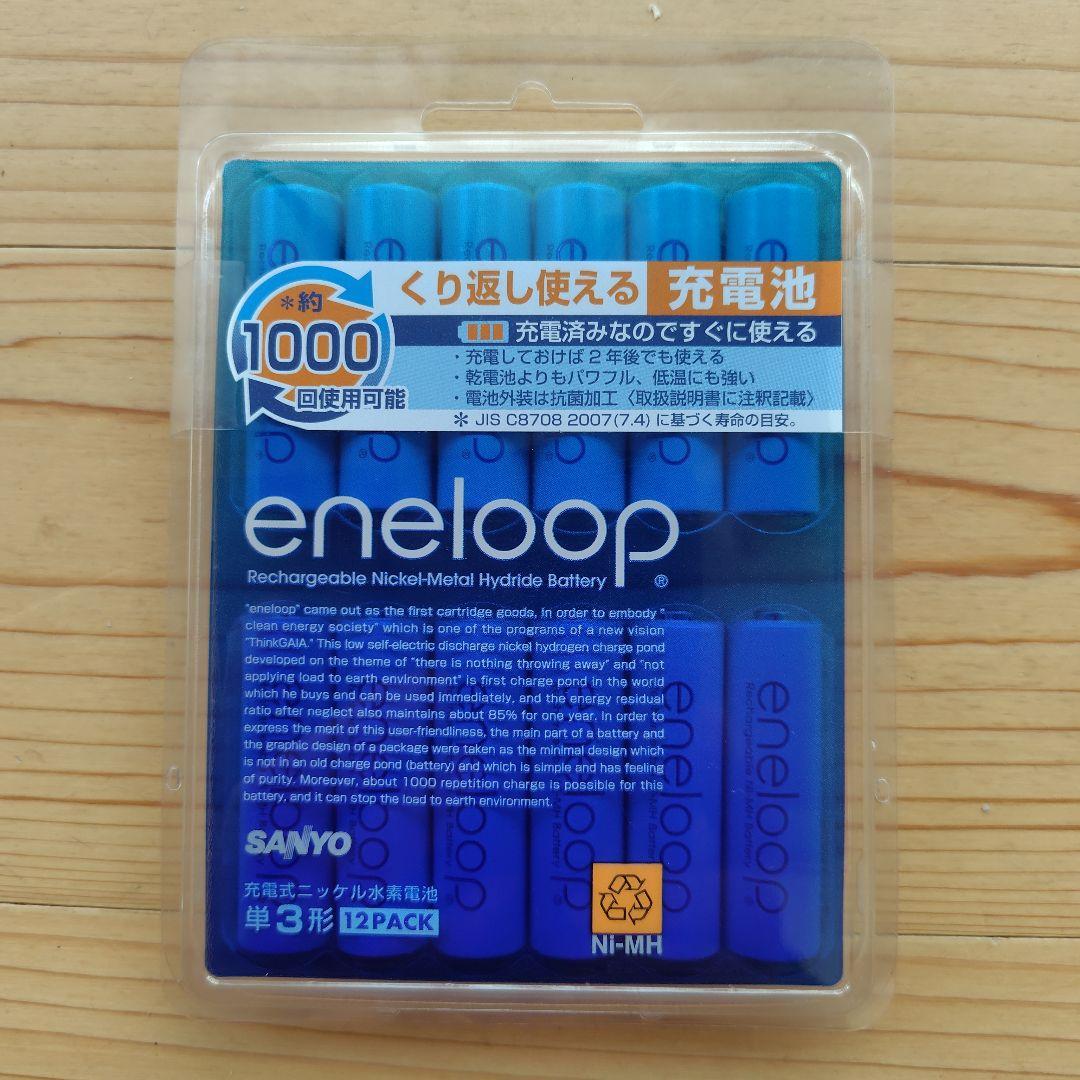 くり返し使える 充電池
*約
1000
回使用可能
充電済みなのですぐに使える
・充電しておけば2年後でも使える
・乾電池よりもパワフル、低温にも強い
・電池外装は抗菌加工〈取扱説明書に注釈記載〉
* JIS C8708 2007(7.4)に基づく寿命の目安。
eneloop
Rechargeable Nickel-Metal Hydride Battery ®
"eneloop" came out as the first cartridge goods, in order to embody "
clean energy society" which is one of the programs of a new vision
"ThinkGAIA." This low self-electric discharge nickel hydrogen charge pond
developed on the theme of "there is nothing throwing away" and "not
applying load to earth environment" is first charge pond in the world
which he buys and can be used immediately, and the energy residual
ratio after neglect also maintains about 85% for one year. In order to
express the merit of this user-friendliness, the main part of a battery and
the graphic design of a package were taken as the minimal design which
is not in an old charge pond (battery) and which is simple and has feeling
of purity. Moreover, about 1000 repetition charge is possible for this
battery, and it can stop the load to earth environment.
SANYO
充電式ニッケル水素電池
単3形 12PACK
Ni-MH
eneloop
eneloop
Rechargeable Ni-MH Battery